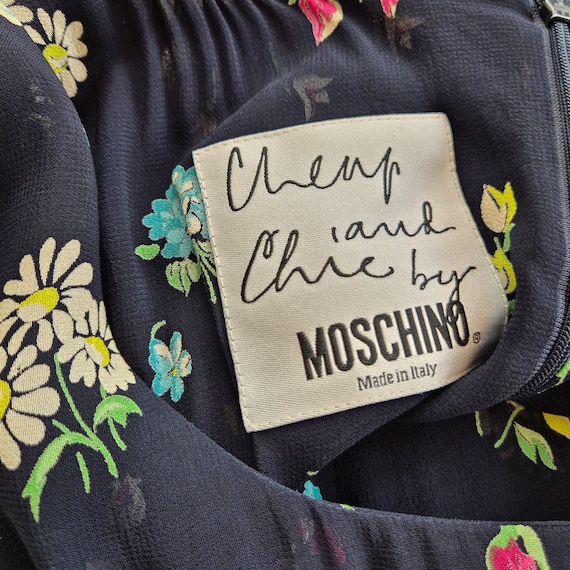 Cheap
and
Chic by
MOSCHINO®
Made in Italy